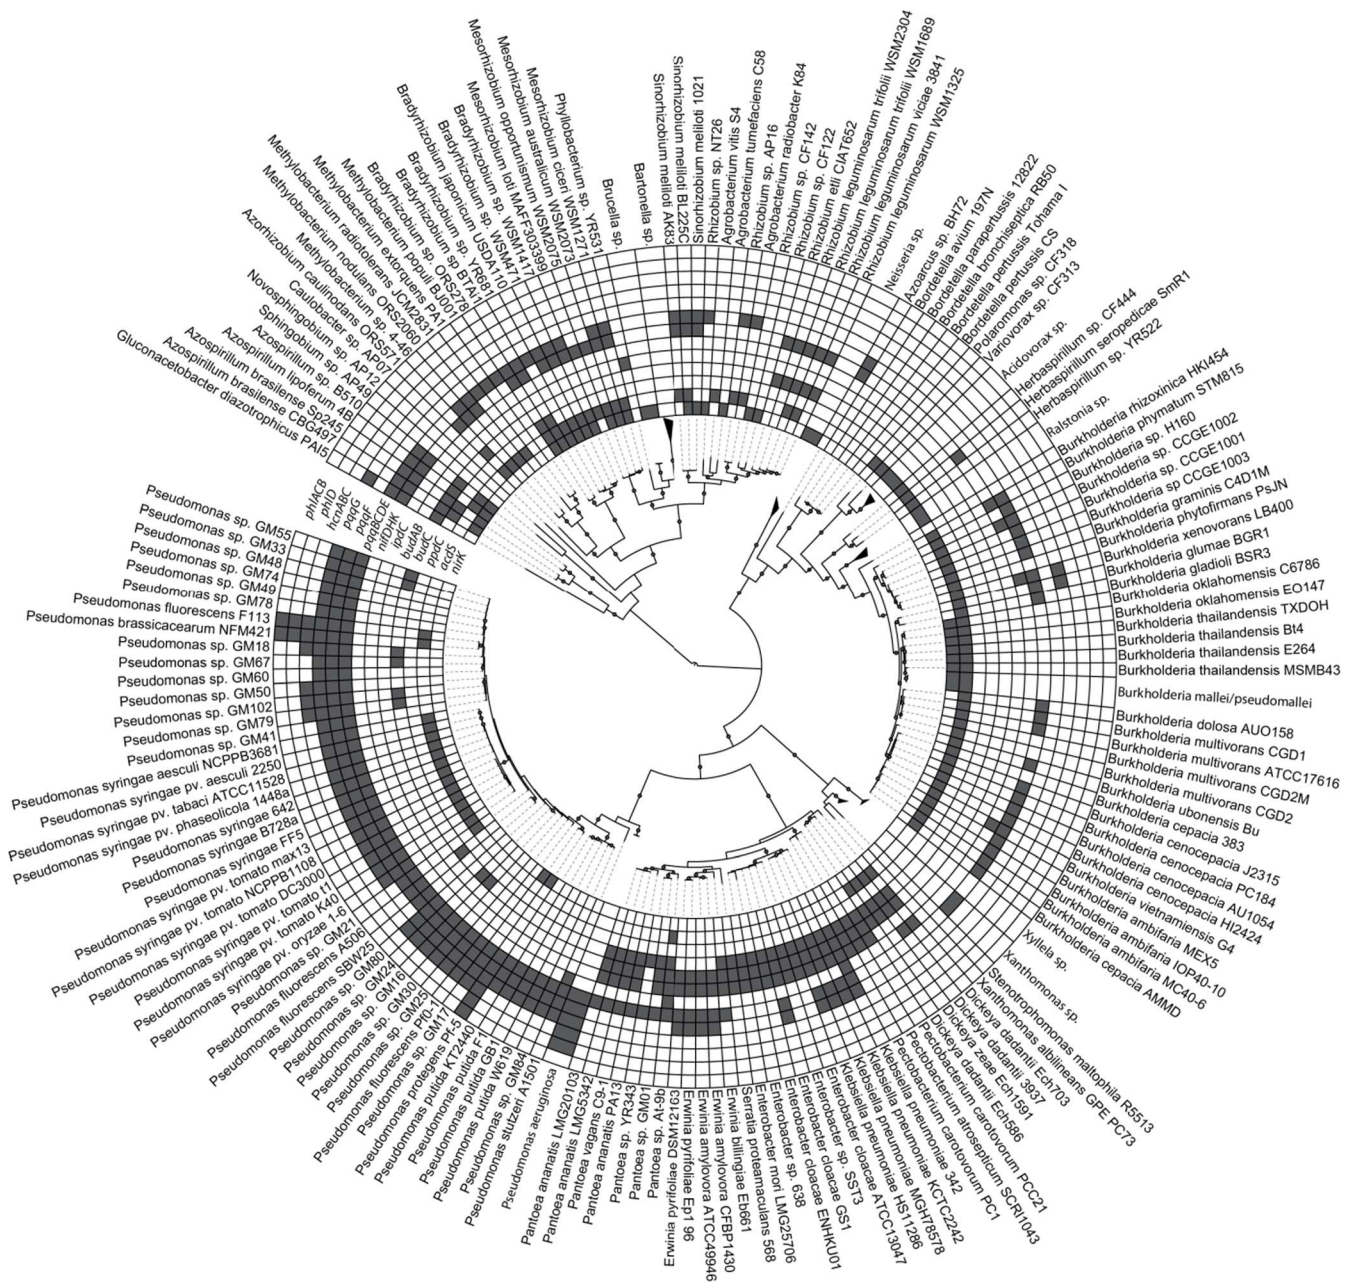 Gluconacetobacter diazotrophicus PAl5
Azospirillum brasilense CBG497
Azospirillum brasilense Sp245
Azospirillum lipoferum 4B
Azospirillum sp. B510
Sphingobium sp. AP49
Novosphingobium sp. AP12
Caulobacter sp. AP07
Azorhizobium caulinodans ORS571
Methylobacterium sp. 4-46
Methylobacterium nodulans ORS2060
Methylobacterium radiotolerans JCM2831
Methylobacterium extorquens PA1
Methylobacterium populi BJ001
Bradyrhizobium sp. ORS278
Bradyrhizobium sp BTAi1
Bradyrhizobium sp. YR681
Bradyrhizobium japonicum USDA110
Bradyrhizobium sp. WSM471
Bradyrhizobium sp. WSM1417
Mesorhizobium loti MAFF303399
Mesorhizobium opportunismum WSM2075
Mesorhizobium australicum WSM2073
Mesorhizobium ciceri WSM1271
Phyllobacterium sp. YR531
Brucella sp.
Bartonella sp.
Sinorhizobium meliloti AK83
Sinorhizobium meliloti BL225C
Sinorhizobium meliloti 1021
Rhizobium sp. NT26
Agrobacterium vitis S4
Agrobacterium tumefaciens C58
Rhizobium sp. AP16
Agrobacterium radiobacter K84
Rhizobium sp. CF142
Rhizobium sp. CF122
Rhizobium etli CIAT652
Rhizobium leguminosarum trifolii WSM2304
Rhizobium leguminosarum trifolii WSM1689
Rhizobium leguminosarum viciae 3841
Rhizobium leguminosarum WSM1325
Neisseria sp.
Azoarcus sp. BH72
Bordetella avium 197N
Bordetella parapertussis 12822
Bordetella bronchiseptica RB50
Bordetella pertussis Tohama I
Bordetella pertussis CS
Polaromonas sp. CF318
Variovorax sp. CF313
Acidovorax sp.
Herbaspirillum sp. CF444
Herbaspirillum seropedicae SmR1
Herbaspirillum sp. YR522
Ralstonia sp.
Burkholderia rhizoxinica HKI454
Burkholderia phymatum STM815
Burkholderia sp. H160
Burkholderia sp. CCGE1002
Burkholderia sp. CCGE1001
Burkholderia sp CCGE1003
Burkholderia graminis C4D1M
Burkholderia phytofirmans PsJN
Burkholderia xenovorans LB400
Burkholderia glumae BGR1
Burkholderia gladioli BSR3
Burkholderia oklahomensis C6786
Burkholderia oklahomensis EO147
Burkholderia thailandensis TXDOH
Burkholderia thailandensis Bt4
Burkholderia thailandensis E264
Burkholderia thailandensis MSMB43
Burkholderia mallei/pseudomallei
Burkholderia dolosa AUO158
Burkholderia multivorans CGD1
Burkholderia multivorans ATCC17616
Burkholderia multivorans CGD2M
Burkholderia multivorans CGD2
Burkholderia ubonensis Bu
Burkholderia cepacia 383
Burkholderia cenocepacia J2315
Burkholderia cenocepacia PC184
Burkholderia cenocepacia AU1054
Burkholderia cenocepacia HI2424
Burkholderia vietnamiensis G4
Burkholderia ambifaria MEX5
Burkholderia ambifaria IOP40-10
Burkholderia ambifaria MC40-6
Burkholderia cepacia AMMD
Xylella sp.
Xanthomonas sp.
Stenotrophomonas maltophilia R5513
Xanthomonas albilineans GPE PC73
Dickeya dadantii Ech703
Dickeya dadantii 3937
Dickeya zeae Ech1591
Dickeya dadantii Ech586
Pectobacterium carotovorum PCC21
Pectobacterium atrosepticum SCRI1043
Pectobacterium carotovorum PC1
Klebsiella pneumoniae 342
Klebsiella pneumoniae KCTC2242
Klebsiella pneumoniae MGH78578
Klebsiella pneumoniae HS11286
Enterobacter cloacae ATCC13047
Enterobacter sp. SST3
Enterobacter cloacae GS1
Enterobacter cloacae ENHKU01
Enterobacter sp. 638
Enterobacter mori LMG25706
Serratia proteamaculans 568
Erwinia billingiae Eb661
Erwinia amylovora CFBP1430
Erwinia amylovora ATCC49946
Erwinia pyrifoliae Ep1 96
Erwinia pyrifoliae DSM12163
Pantoea sp. At-9b
Pantoea sp. GM01
Pantoea sp. YR343
Pantoea ananatis PA13
Pantoea vagans C9-1
Pantoea ananatis LMG5342
Pantoea ananatis LMG20103
Pseudomonas aeruginosa
Pseudomonas stutzeri A1501
Pseudomonas sp. GM84
Pseudomonas putida W619
Pseudomonas putida GB1
Pseudomonas putida F1
Pseudomonas putida KT2440
Pseudomonas protegens Pf-5
Pseudomonas sp. GM17
Pseudomonas fluorescens Pf0-1
Pseudomonas sp. GM25
Pseudomonas sp. GM30
Pseudomonas sp. GM16
Pseudomonas sp. GM24
Pseudomonas sp. GM80
Pseudomonas fluorescens SBW25
Pseudomonas fluorescens A506
Pseudomonas sp. GM21
Pseudomonas syringae pv. oryzae 1-6
Pseudomonas syringae pv. tomato K40
Pseudomonas syringae pv. tomato t1
Pseudomonas syringae pv. tomato DC3000
Pseudomonas syringae pv. tomato NCPPB1108
Pseudomonas syringae pv. tomato max13
Pseudomonas syringae FF5
Pseudomonas syringae B728a
Pseudomonas syringae 642
Pseudomonas syringae pv. phaseolicola 1448a
Pseudomonas syringae pv. tabaci ATCC11528
Pseudomonas syringae pv. aesculi 2250
Pseudomonas syringae aesculi NCPPB3681
Pseudomonas sp. GM41
Pseudomonas sp. GM79
Pseudomonas sp. GM102
Pseudomonas sp. GM50
Pseudomonas sp. GM60
Pseudomonas sp. GM67
Pseudomonas sp. GM18
Pseudomonas brassicacearum NFM421
Pseudomonas fluorescens F113
Pseudomonas sp. GM78
Pseudomonas sp. GM49
Pseudomonas sp. GM74
Pseudomonas sp. GM48
Pseudomonas sp. GM33
Pseudomonas sp. GM55
phlACB
phlD
hcnABC
pqqG
pqqF
pqqBCDE
nifDHK
ipdC
budAB
budC
ppdC
acdS
nirK